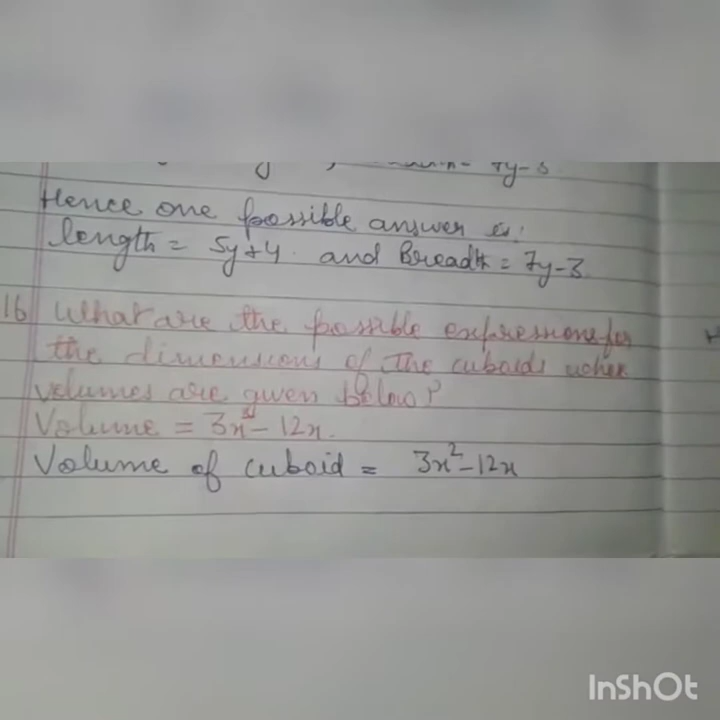 7y-3
Hence one possible answer is:
length = 5y+4 and Breadth = 7y-3
16 What are the possible expressions for
the dimensions of the cuboids whose
volumes are given below?
Volume = 3x²-12x.
Volume of cuboid = 3x²-12x
InShOt